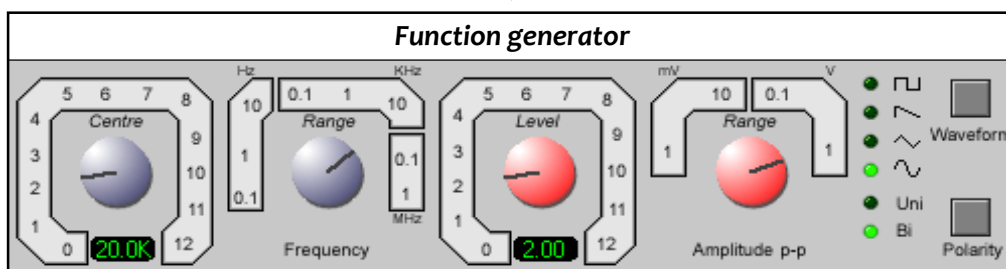 Function generator
Hz KHz mV V
5 6 7 8 10 0.1 1 10 5 6 7 8 10 0.1
4 Centre Range 4 Level Range
3 9 1 0.1 3 9 1 1 Waveform
2 10 0.1 1 2 10
1 11 MHz 1 11 Uni
0 20.0K 12 Frequency 0 2.00 12 Amplitude p-p Bi Polarity